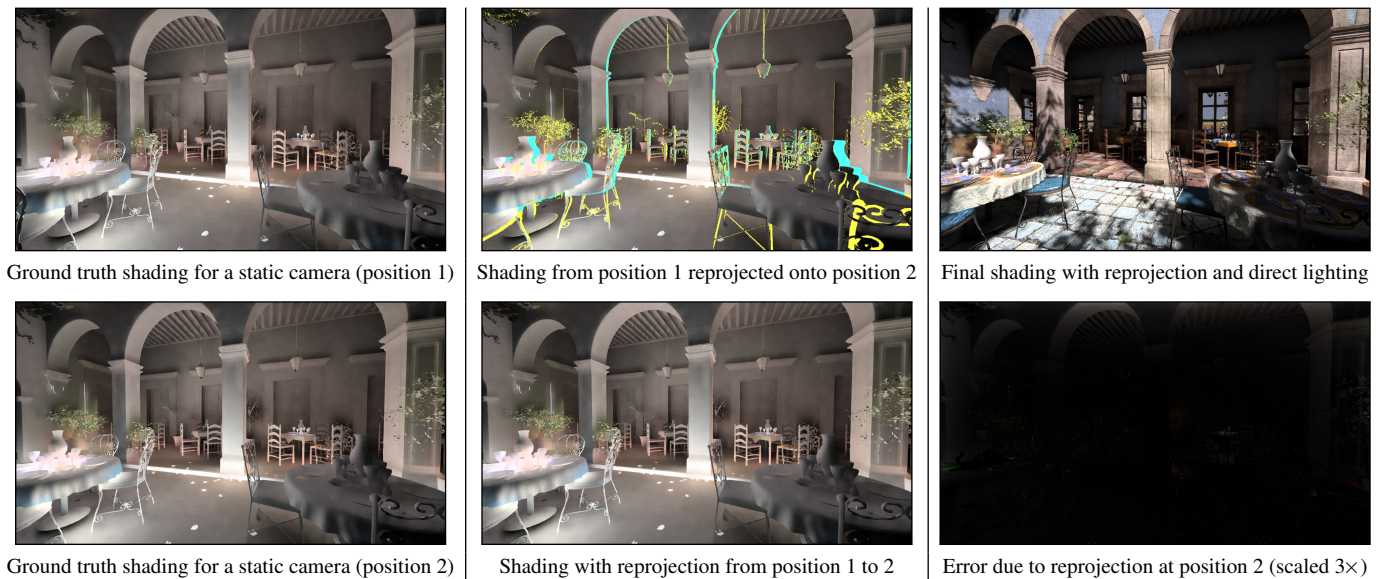 Ground truth shading for a static camera (position 1)
Shading from position 1 reprojected onto position 2
Final shading with reprojection and direct lighting
Ground truth shading for a static camera (position 2)
Shading with reprojection from position 1 to 2
Error due to reprojection at position 2 (scaled 3×)